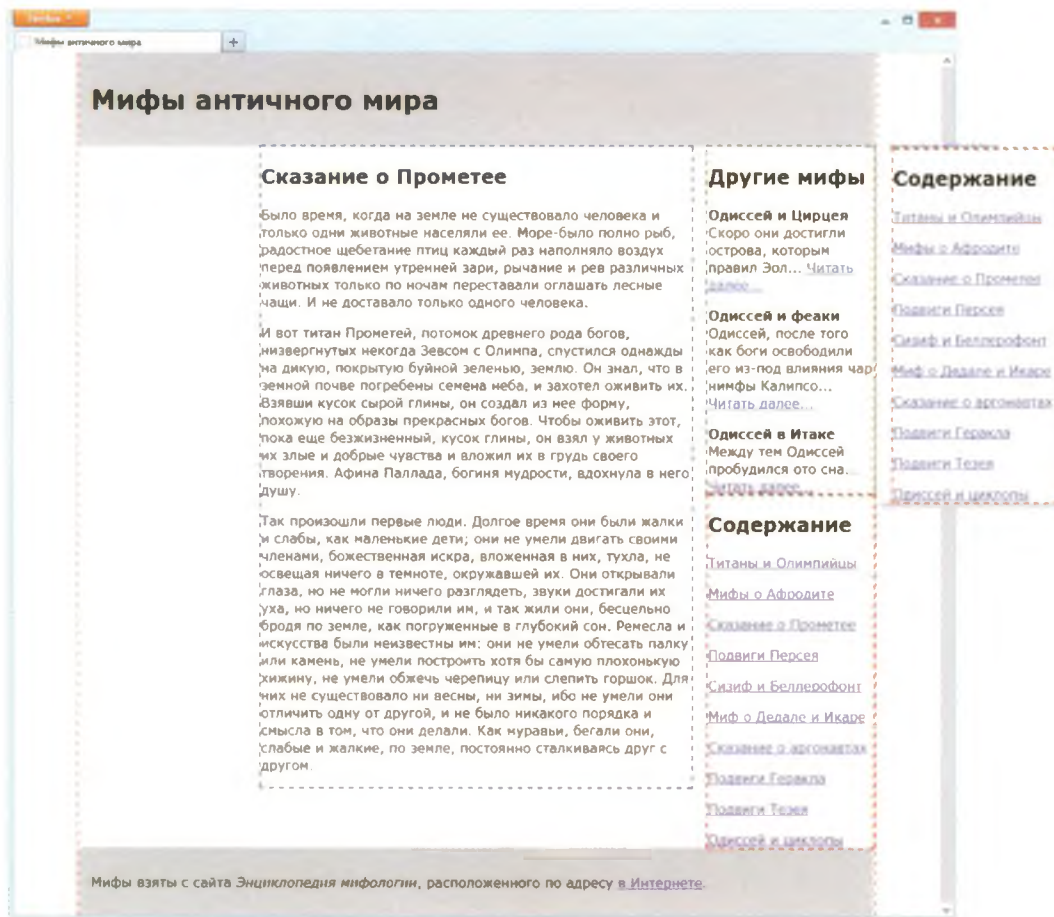 Мифы античного мира
+
Мифы античного мира
Сказание о Прометее
Было время, когда на земле не существовало человека и
только одни животные населяли ее. Море-было полно рыб,
радостное щебетание птиц каждый раз наполняло воздух
перед появлением утренней зари, рычание и рев различных
животных только по ночам переставали оглашать лесные
чащи. И не доставало только одного человека.
И вот титан Прометей, потомок древнего рода богов,
низвергнутых некогда Зевсом с Олимпа, спустился однажды
на дикую, покрытую буйной зеленью, землю. Он знал, что в
земной почве погребены семена неба, и захотел оживить их.
Взявши кусок сырой глины, он создал из нее форму,
похожую на образы прекрасных богов. Чтобы оживить этот,
пока еще безжизненный, кусок глины, он взял у животных
их злые и добрые чувства и вложил их в грудь своего
творения. Афина Паллада, богиня мудрости, вдохнула в него
душу.
Так произошли первые люди. Долгое время они были жалки
и слабы, как маленькие дети; они не умели двигать своими
членами, божественная искра, вложенная в них, тухла, не
освещая ничего в темноте, окружавшей их. Они открывали
глаза, но не могли ничего разглядеть, звуки достигали их
уха, но ничего не говорили им, и так жили они, бесцельно
бродя по земле, как погруженные в глубокий сон. Ремесла и
искусства были неизвестны им: они не умели обтесать палку
или камень, не умели построить хотя бы самую плохонькую
хижину, не умели обжечь черепицу или слепить горшок. Для
них не существовало ни весны, ни зимы, ибо не умели они
отличить одну от другой, и не было никакого порядка и
смысла в том, что они делали. Как муравьи, бегали они,
слабые и жалкие, по земле, постоянно сталкиваясь друг с
другом.
Другие мифы
Одиссей и Цирцея
Скоро они достигли
острова, которым
правил Эол... Читать
далее...
Одиссей и феаки
Одиссей, после того
как боги освободили
его из-под влияния чар
нимфы Калипсо...
Читать далее...
Одиссей в Итаке
Между тем Одиссей
пробудился ото сна...
Читать далее...
Содержание
Титаны и Олимпийцы
Мифы о Афродите
Сказание о Прометее
Подвиги Персея
Сизиф и Беллерофонт
Миф о Дедале и Икаре
Сказание о аргонавтах
Подвиги Геракла
Подвиги Тезея
Одиссей и циклопы
Содержание
Титаны и Олимпийцы
Мифы о Афродите
Сказание о Прометее
Подвиги Персея
Сизиф и Беллерофонт
Миф о Дедале и Икаре
Сказание о аргонавтах
Подвиги Геракла
Подвиги Тезея
Одиссей и циклопы
Мифы взяты с сайта Энциклопедия мифологии, расположенного по адресу в Интернете.